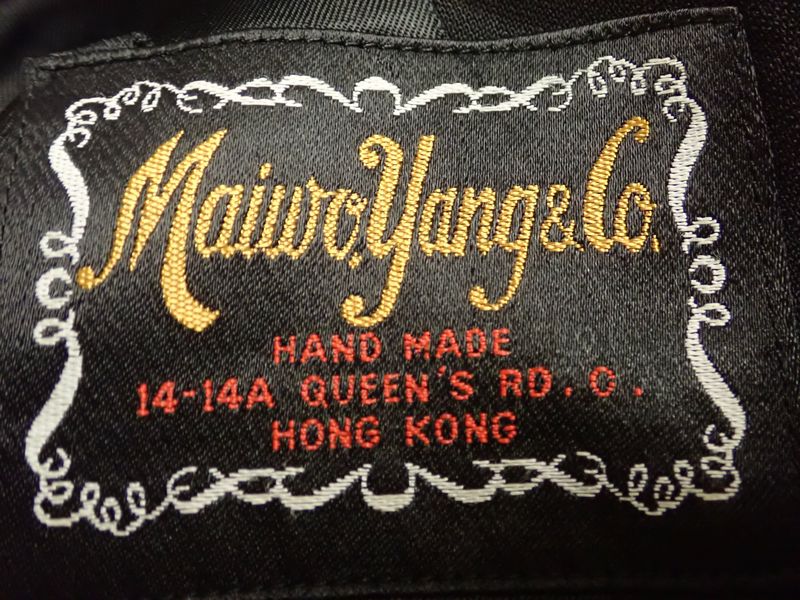 Maiwo, Yang & Co.
HAND MADE
14-14A QUEEN'S RD. C.
HONG KONG